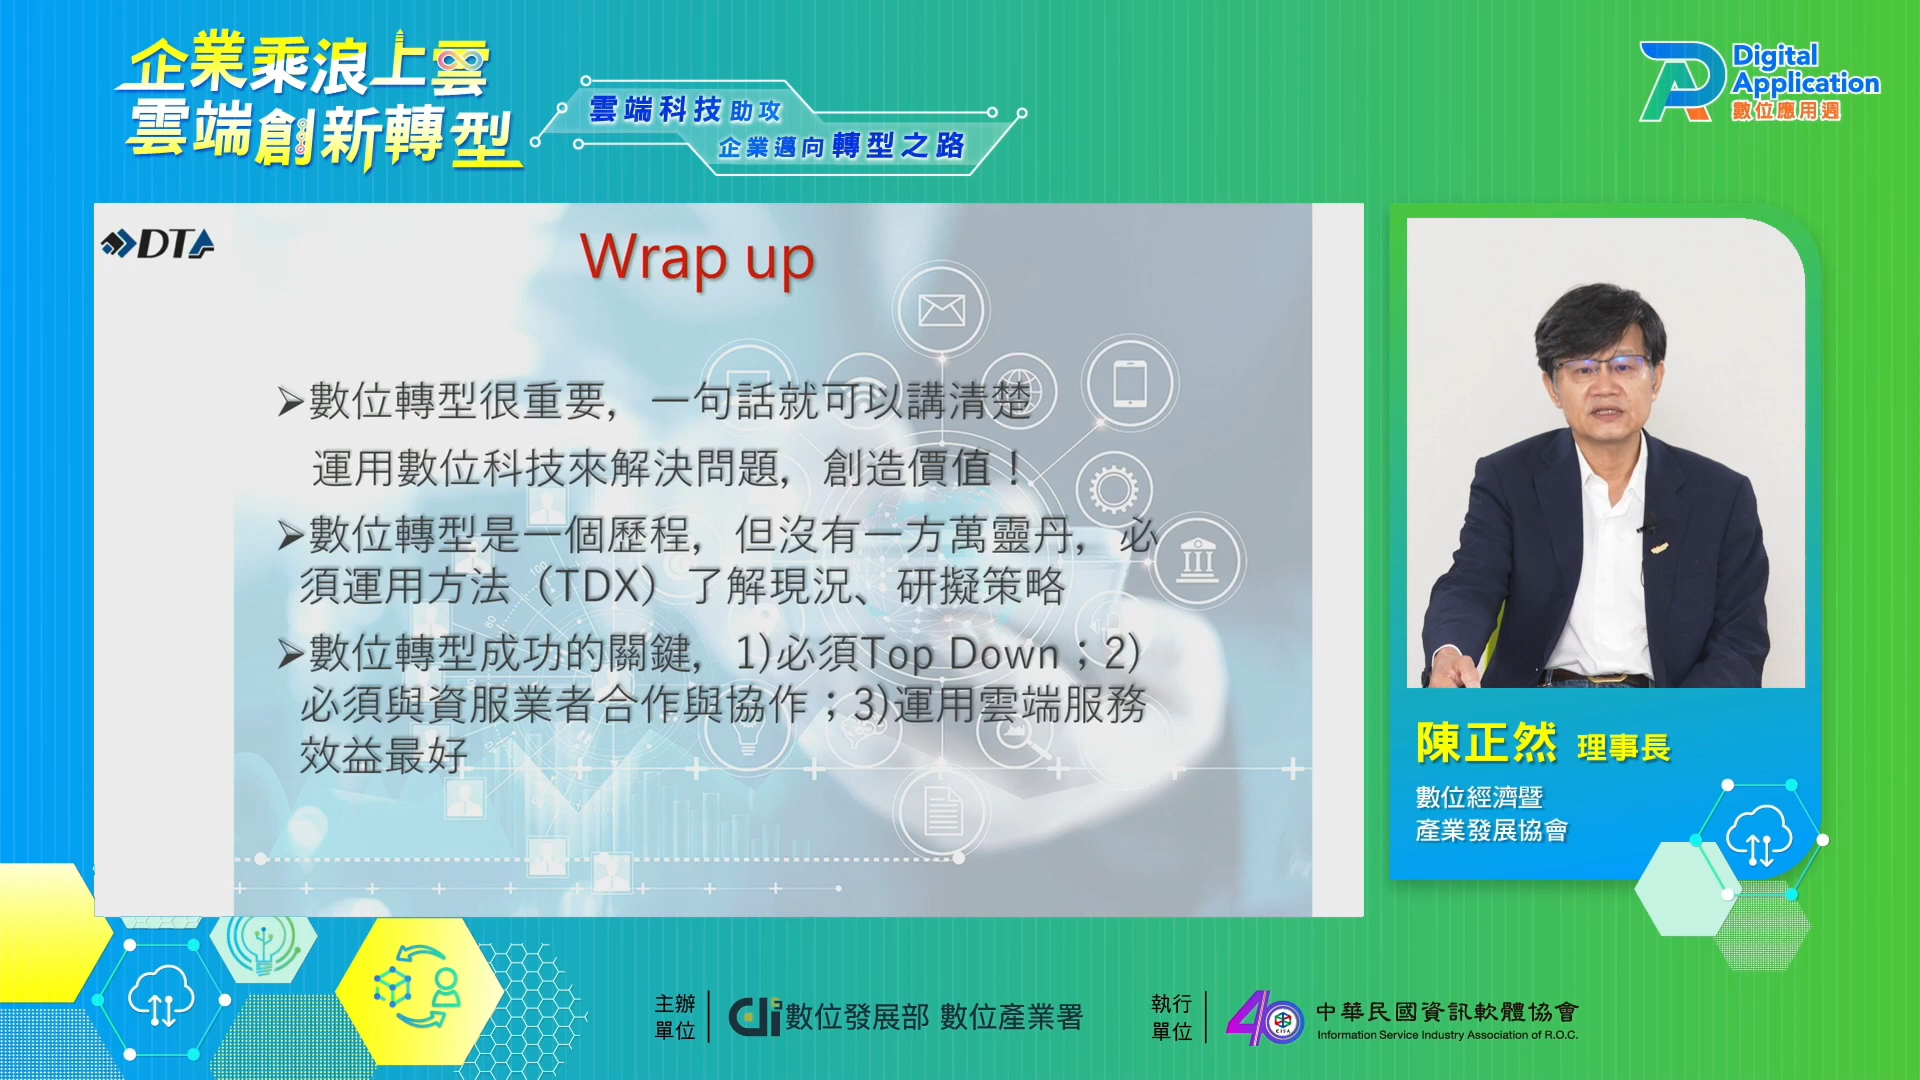 企業乘浪上雲
雲端創新轉型
雲端科技助攻
企業邁向轉型之路
Digital
Application
數位應用週
DTA
Wrap up
➢數位轉型很重要，一句話就可以講清楚
運用數位科技來解決問題，創造價值！
➢數位轉型是一個歷程，但沒有一方萬靈丹，必
須運用方法（TDX）了解現況、研擬策略
➢數位轉型成功的關鍵，1)必須Top Down；2)
必須與資服業者合作與協作；3)運用雲端服務
效益最好
陳正然 理事長
數位經濟暨
產業發展協會
主辦
單位
數位發展部 數位產業署
執行
單位
40
CISA
中華民國資訊軟體協會
Information Service Industry Association of R.O.C.